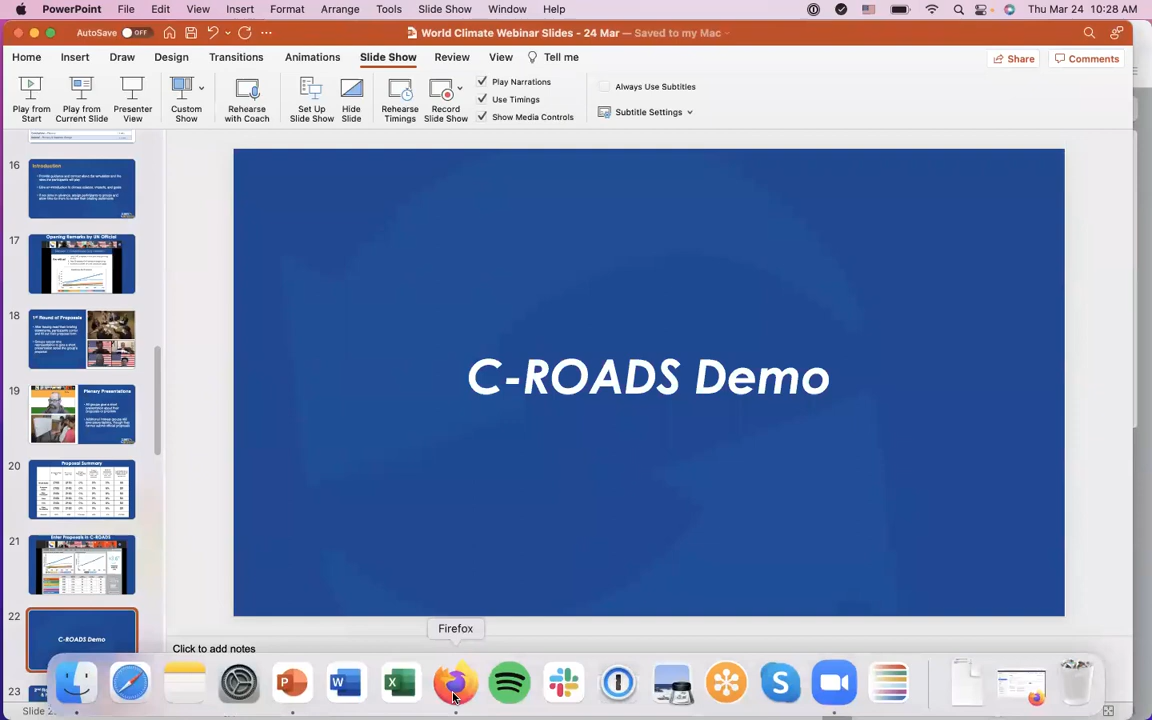 PowerPoint File Edit View Insert Format Arrange Tools Slide Show Window Help Thu Mar 24 10:28 AM
AutoSave OFF World Climate Webinar Slides - 24 Mar — Saved to my Mac
Home Insert Draw Design Transitions Animations Slide Show Review View Tell me Share Comments
Play from Start
Play from Current Slide
Presenter View
Custom Show
Rehearse with Coach
Set Up Slide Show
Hide Slide
Rehearse Timings
Record Slide Show
Play Narrations
Use Timings
Show Media Controls
Always Use Subtitles
Subtitle Settings
16
Introduction
17
Opening Remarks by UN Official
18
1st Round of Proposals
19
Plenary Presentations
20
Proposal Summary
21
Enter Proposals in C-ROADS
22
C-ROADS Demo
23
C-ROADS Demo
Firefox
Click to add notes
Slide 2